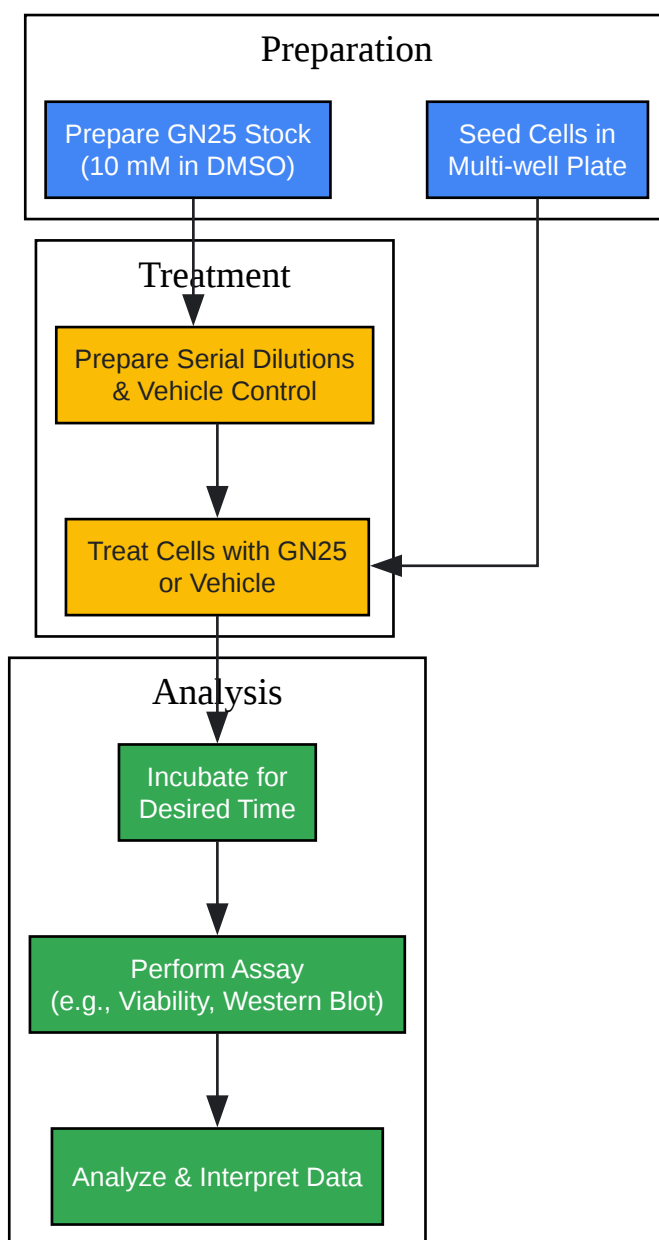 Preparation
Prepare GN25 Stock
(10 mM in DMSO)
Seed Cells in
Multi-well Plate
Treatment
Prepare Serial Dilutions
& Vehicle Control
Treat Cells with GN25
or Vehicle
Analysis
Incubate for
Desired Time
Perform Assay
(e.g., Viability, Western Blot)
Analyze & Interpret Data